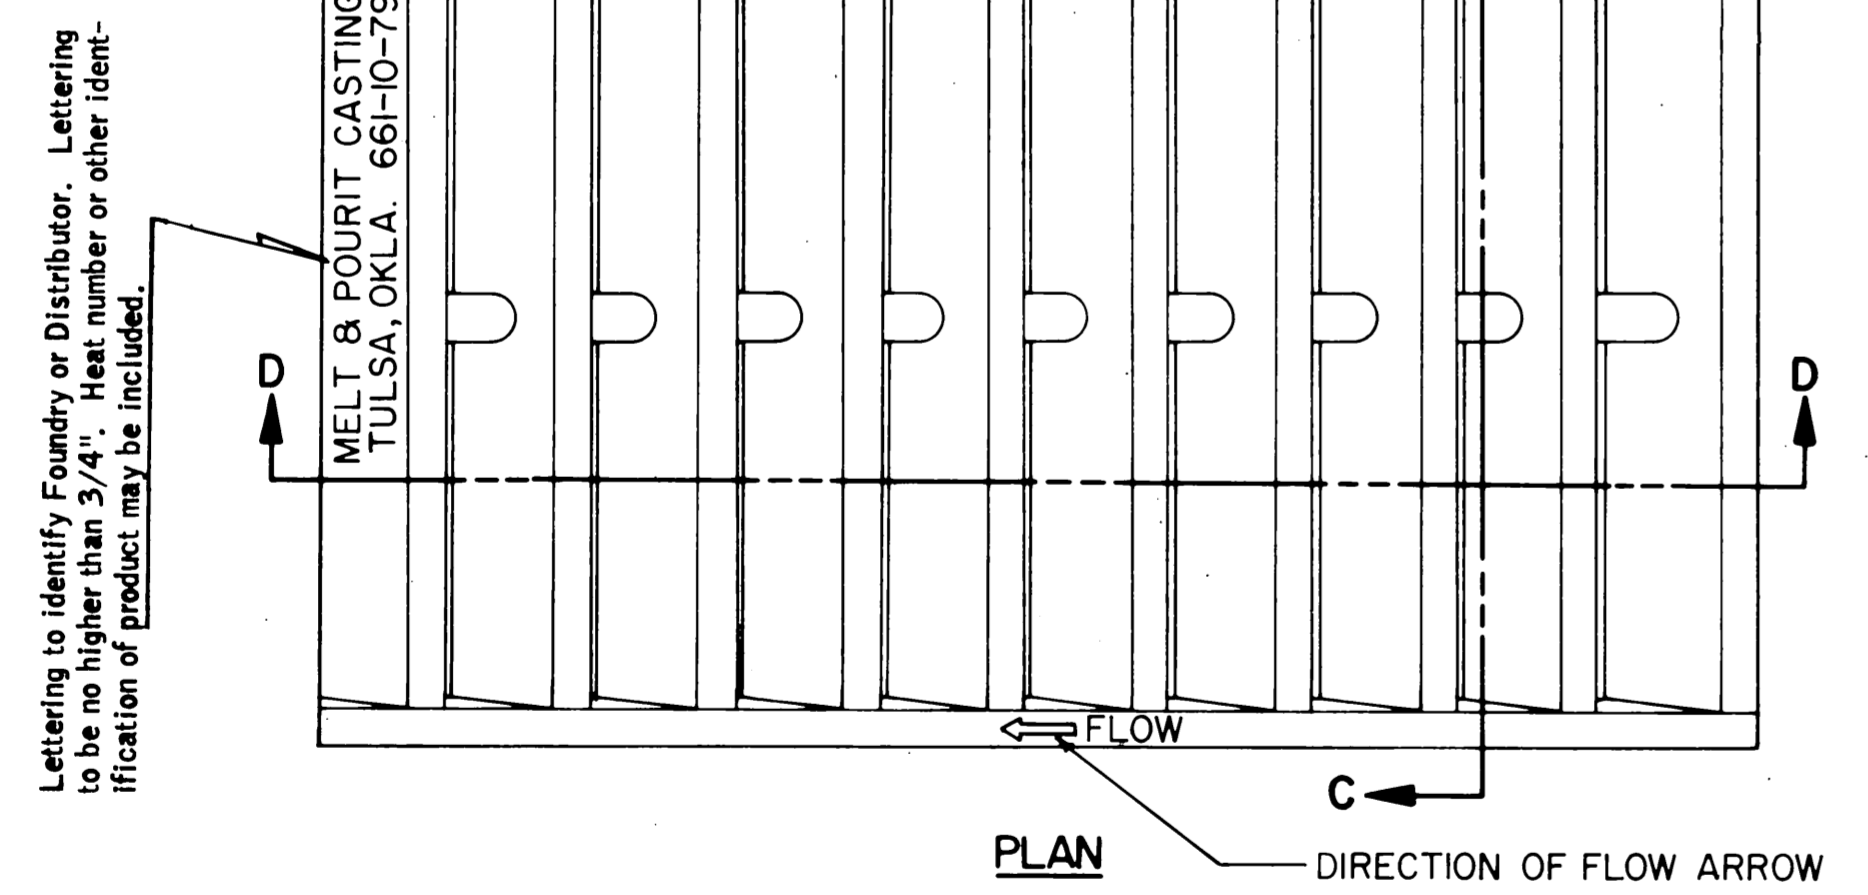 Lettering to identify Foundry or Distributor. Lettering
to be no higher than 3/4". Heat number or other ident-
ification of product may be included.
MELT & POURIT CASTING
TULSA, OKLA. 661-10-79
D
D
FLOW
C
PLAN
DIRECTION OF FLOW ARROW